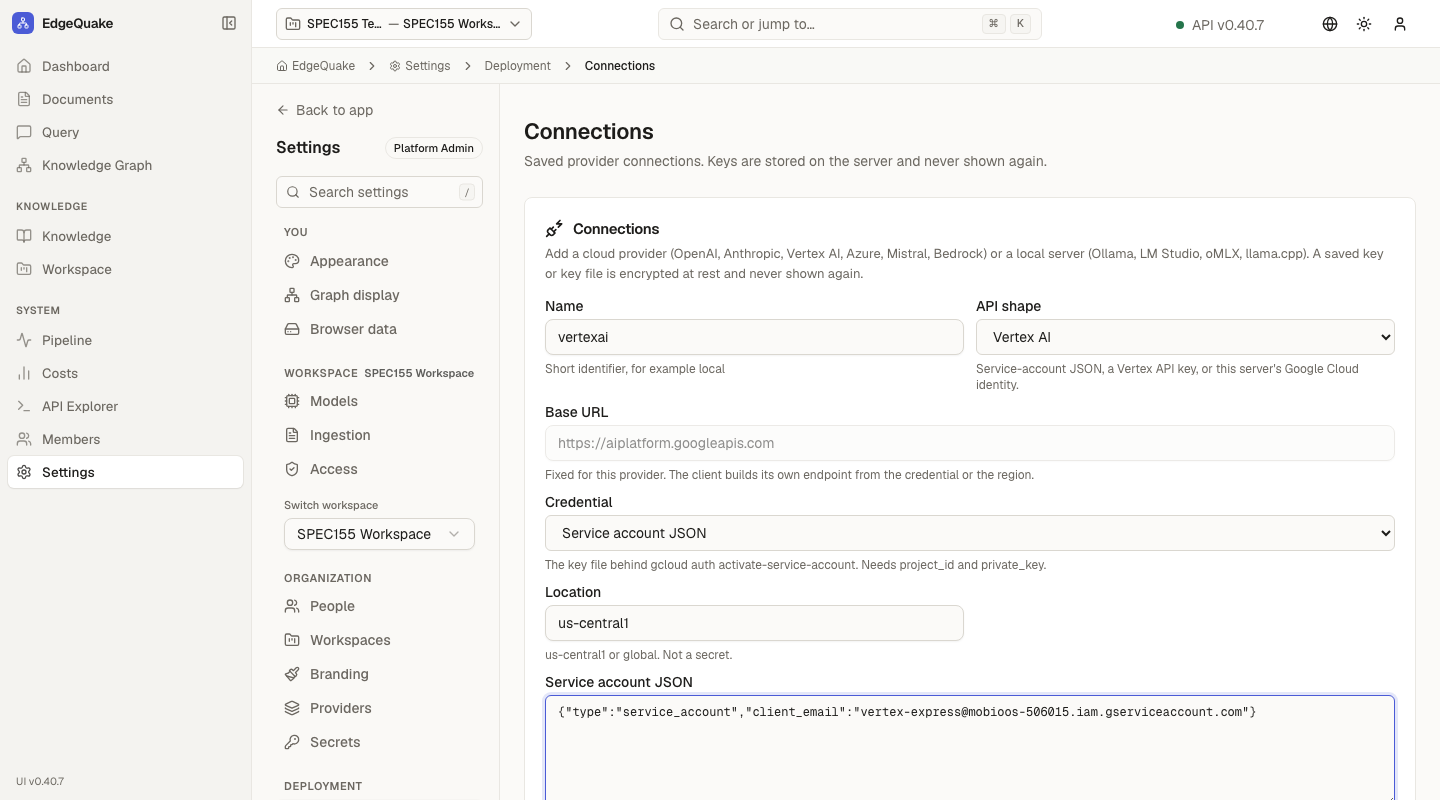 EdgeQuake
Dashboard
Documents
Query
Knowledge Graph
KNOWLEDGE
Knowledge
Workspace
SYSTEM
Pipeline
Costs
API Explorer
Members
Settings
UI v0.40.7
SPEC155 Te... — SPEC155 Works...
Search or jump to...
⌘ K
API v0.40.7
EdgeQuake > Settings > Deployment > Connections
Back to app
Settings
Platform Admin
Search settings /
YOU
Appearance
Graph display
Browser data
WORKSPACE SPEC155 Workspace
Models
Ingestion
Access
Switch workspace
SPEC155 Workspace
ORGANIZATION
People
Workspaces
Branding
Providers
Secrets
DEPLOYMENT
Connections
Saved provider connections. Keys are stored on the server and never shown again.
Connections
Add a cloud provider (OpenAI, Anthropic, Vertex AI, Azure, Mistral, Bedrock) or a local server (Ollama, LM Studio, oMLX, llama.cpp). A saved key
or key file is encrypted at rest and never shown again.
Name
vertexai
Short identifier, for example local
API shape
Vertex AI
Service-account JSON, a Vertex API key, or this server's Google Cloud
identity.
Base URL
https://aiplatform.googleapis.com
Fixed for this provider. The client builds its own endpoint from the credential or the region.
Credential
Service account JSON
The key file behind gcloud auth activate-service-account. Needs project_id and private_key.
Location
us-central1
us-central1 or global. Not a secret.
Service account JSON
{"type":"service_account","client_email":"vertex-express@mobioos-506015.iam.gserviceaccount.com"}